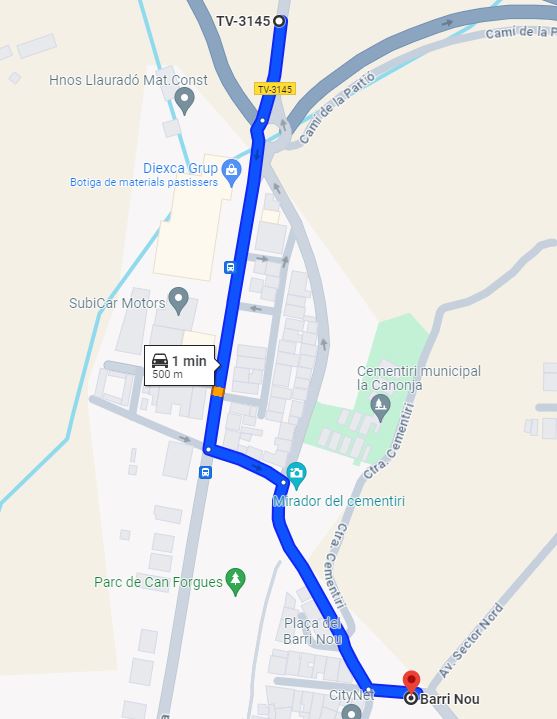 TV-3145
Camí de la P
Hnos Llauradó Mat.Const
TV-3145
Camí de la Partió
Diexca Grup
Botiga de materials pastissers
SubiCar Motors
1 min
500 m
Cementiri municipal
la Canonja
Ctra. Cementiri
Mirador del cementiri
Ctra. Cementiri
Parc de Can Forgues
Plaça del
Barri Nou
Av. Sector Nord
CityNet
Barri Nou